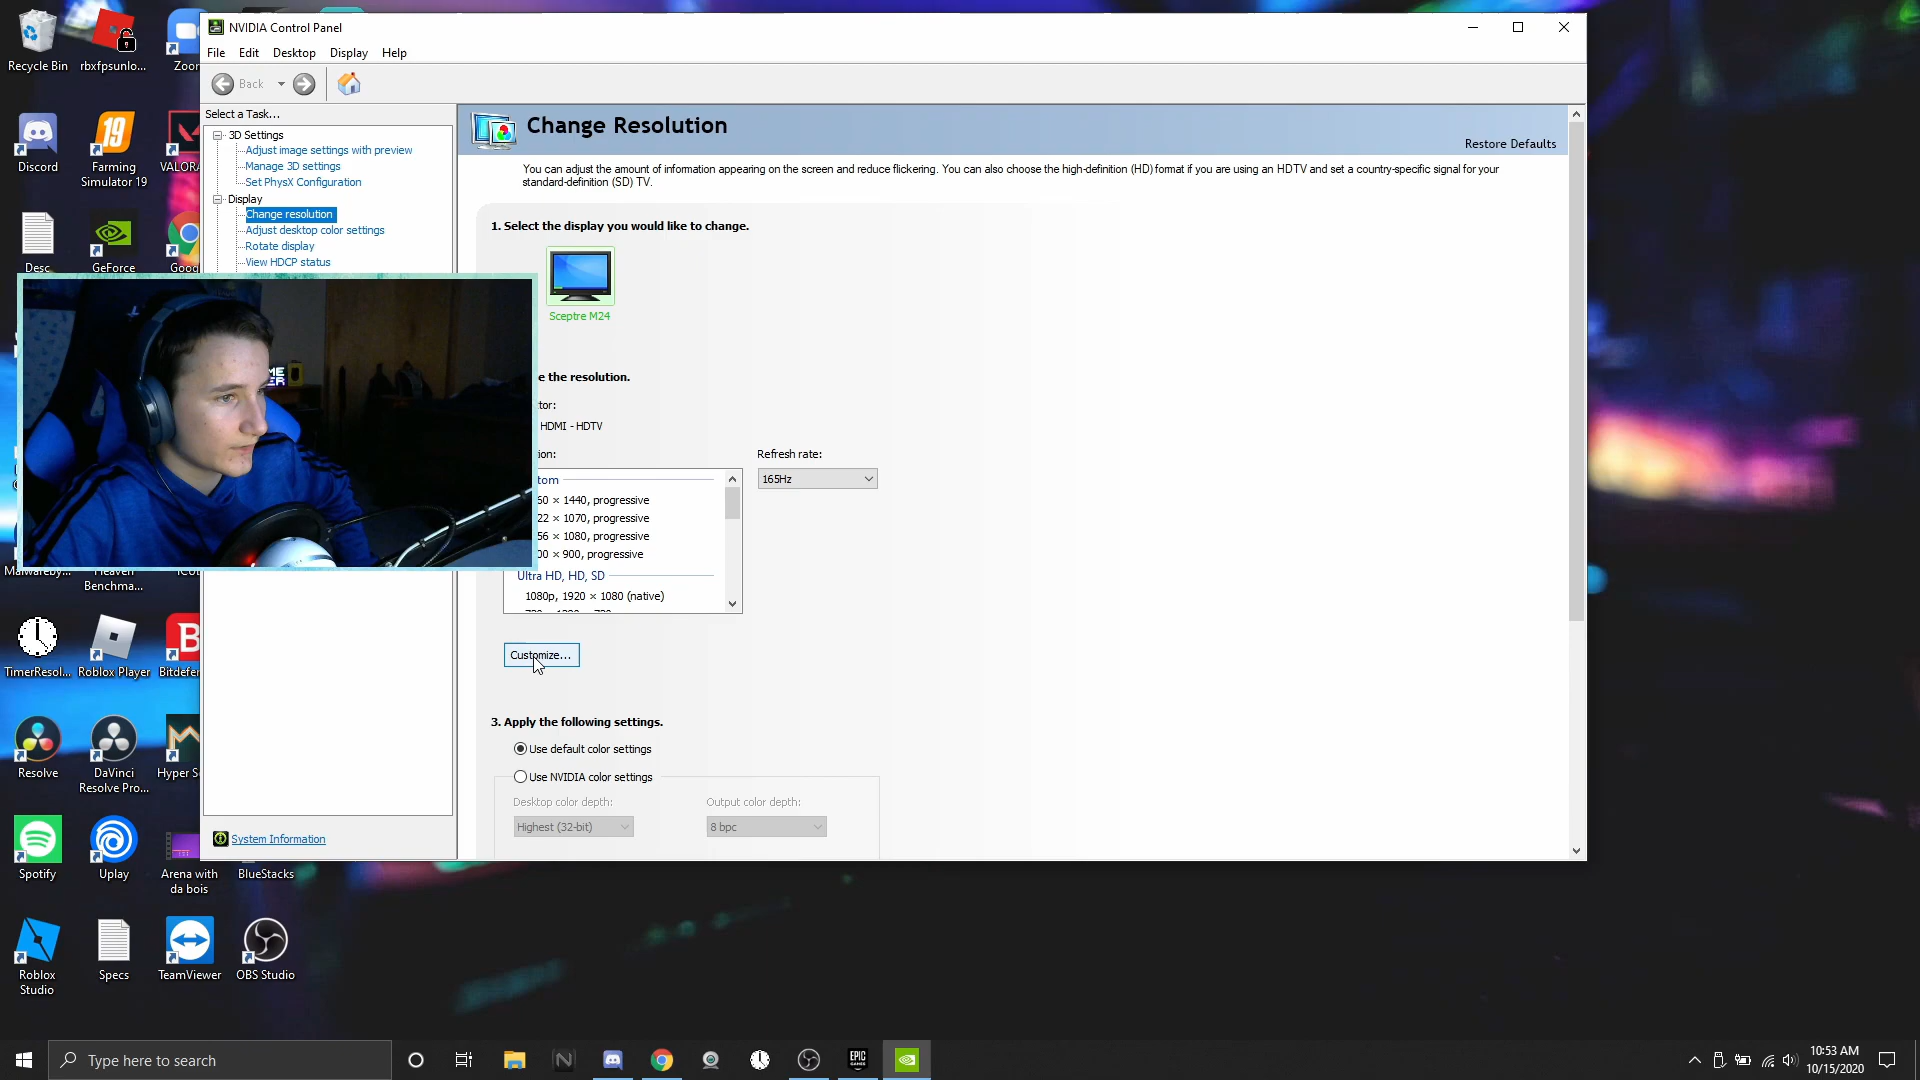 NVIDIA Control Panel
File Edit Desktop Display Help
Back
Select a Task...
3D Settings
Adjust image settings with preview
Manage 3D settings
Set PhysX Configuration
Display
Change resolution
Adjust desktop color settings
Rotate display
View HDCP status
System Information
Change Resolution
Restore Defaults
You can adjust the amount of information appearing on the screen and reduce flickering. You can also choose the high-definition (HD) format if you are using an HDTV and set a country-specific signal for your
standard-definition (SD) TV.
1. Select the display you would like to change.
Sceptre M24
e the resolution.
tor:
HDMI - HDTV
ion:
Refresh rate:
165Hz
tom
60 × 1440, progressive
22 × 1070, progressive
56 × 1080, progressive
00 × 900, progressive
Ultra HD, HD, SD
1080p, 1920 × 1080 (native)
Customize...
3. Apply the following settings.
Use default color settings
Use NVIDIA color settings
Desktop color depth:
Output color depth:
Highest (32-bit)
8 bpc
Recycle Bin
rbxfpsunlo...
Zoo
Discord
19
Farming
Simulator 19
VALORA
Desc
GeForce
Goog
Malwareby...
Heaven
Benchma...
TimerResol...
Roblox Player
Bitdefen
Resolve
DaVinci
Resolve Pro...
Hyper S
Spotify
Uplay
Arena with
da bois
BlueStacks
Roblox
Studio
Specs
TeamViewer
OBS Studio
Type here to search
EPIC
GAMES
10:53 AM
10/15/2020